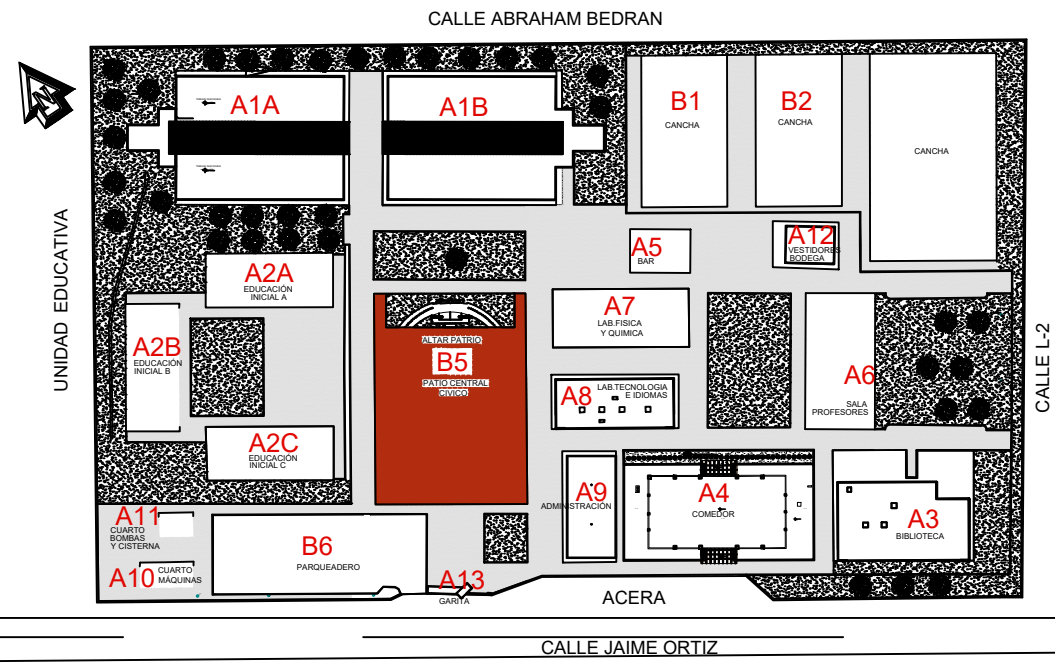 CALLE ABRAHAM BEDRAN
N
A1A
A1B
B1
CANCHA
B2
CANCHA
CANCHA
UNIDAD EDUCATIVA
A5
BAR
A12
VESTIDORES
BODEGA
A2A
EDUCACIÓN
INICIAL A
A7
LAB.FISICA
Y QUIMICA
A2B
EDUCACIÓN
INICIAL B
ALTAR PATRIO
B5
PATIO CENTRAL
CÍVICO
A8
LAB.TECNOLOGIA
E IDIOMAS
A6
SALA
PROFESORES
CALLE L-2
A2C
EDUCACIÓN
INICIAL C
A9
ADMINISTRACIÓN
A4
COMEDOR
A3
BIBLIOTECA
A11
CUARTO
BOMBAS
Y CISTERNA
B6
PARQUEADERO
A10
CUARTO
MÁQUINAS
A13
GARITA
ACERA
CALLE JAIME ORTIZ